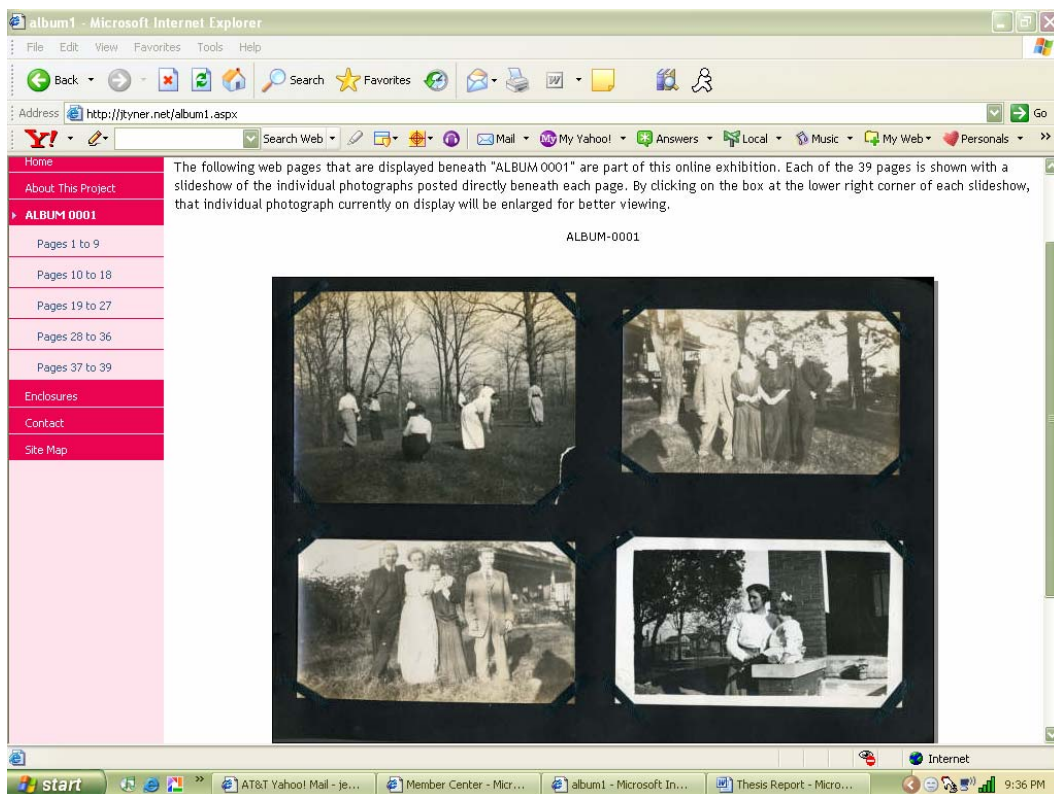 album1 - Microsoft Internet Explorer
File Edit View Favorites Tools Help
Back Search Favorites
Address http://jtyner.net/album1.aspx Go
Y! Search Web Mail My Yahoo! Answers Local Music My Web Personals »
Home
About This Project
ALBUM 0001
Pages 1 to 9
Pages 10 to 18
Pages 19 to 27
Pages 28 to 36
Pages 37 to 39
Enclosures
Contact
Site Map
The following web pages that are displayed beneath "ALBUM 0001" are part of this online exhibition. Each of the 39 pages is shown with a
slideshow of the individual photographs posted directly beneath each page. By clicking on the box at the lower right corner of each slideshow,
that individual photograph currently on display will be enlarged for better viewing.
ALBUM-0001
Internet
start » AT&T Yahoo! Mail - je... Member Center - Micr... album1 - Microsoft In... Thesis Report - Micro... 9:36 PM